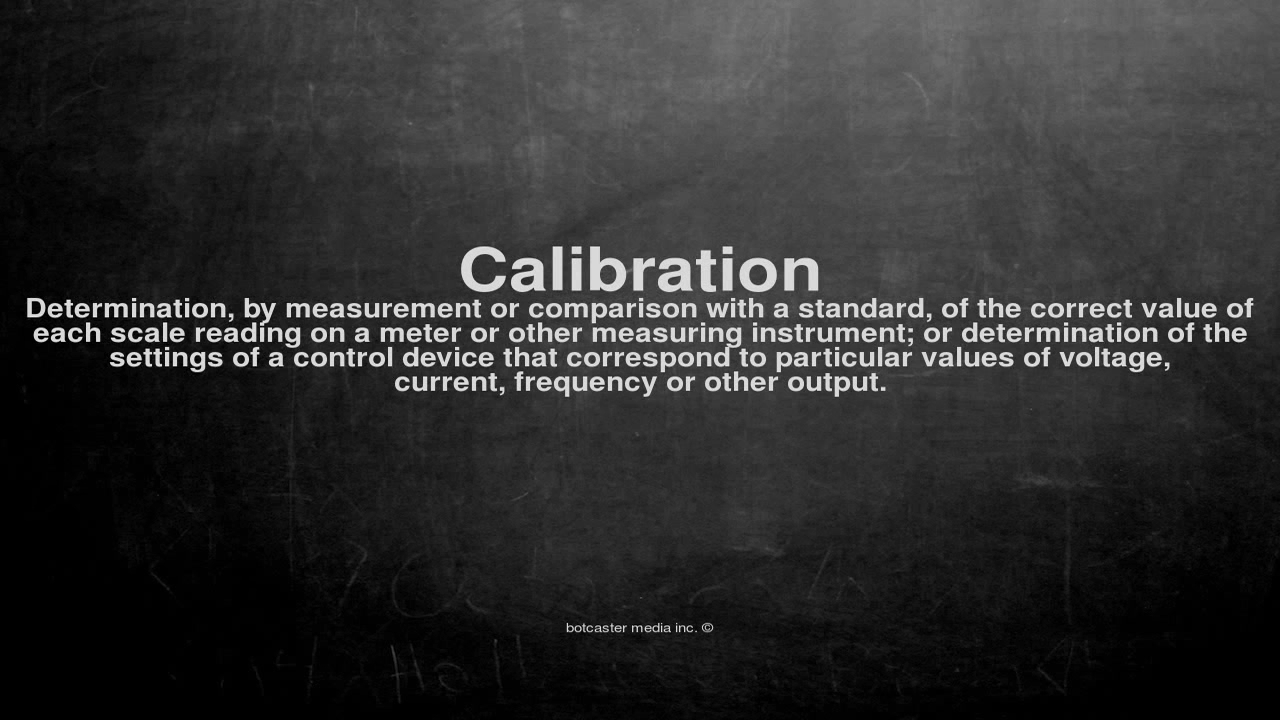 Calibration
Determination, by measurement or comparison with a standard, of the correct value of
each scale reading on a meter or other measuring instrument; or determination of the
settings of a control device that correspond to particular values of voltage,
current, frequency or other output.
botcaster media inc. ©